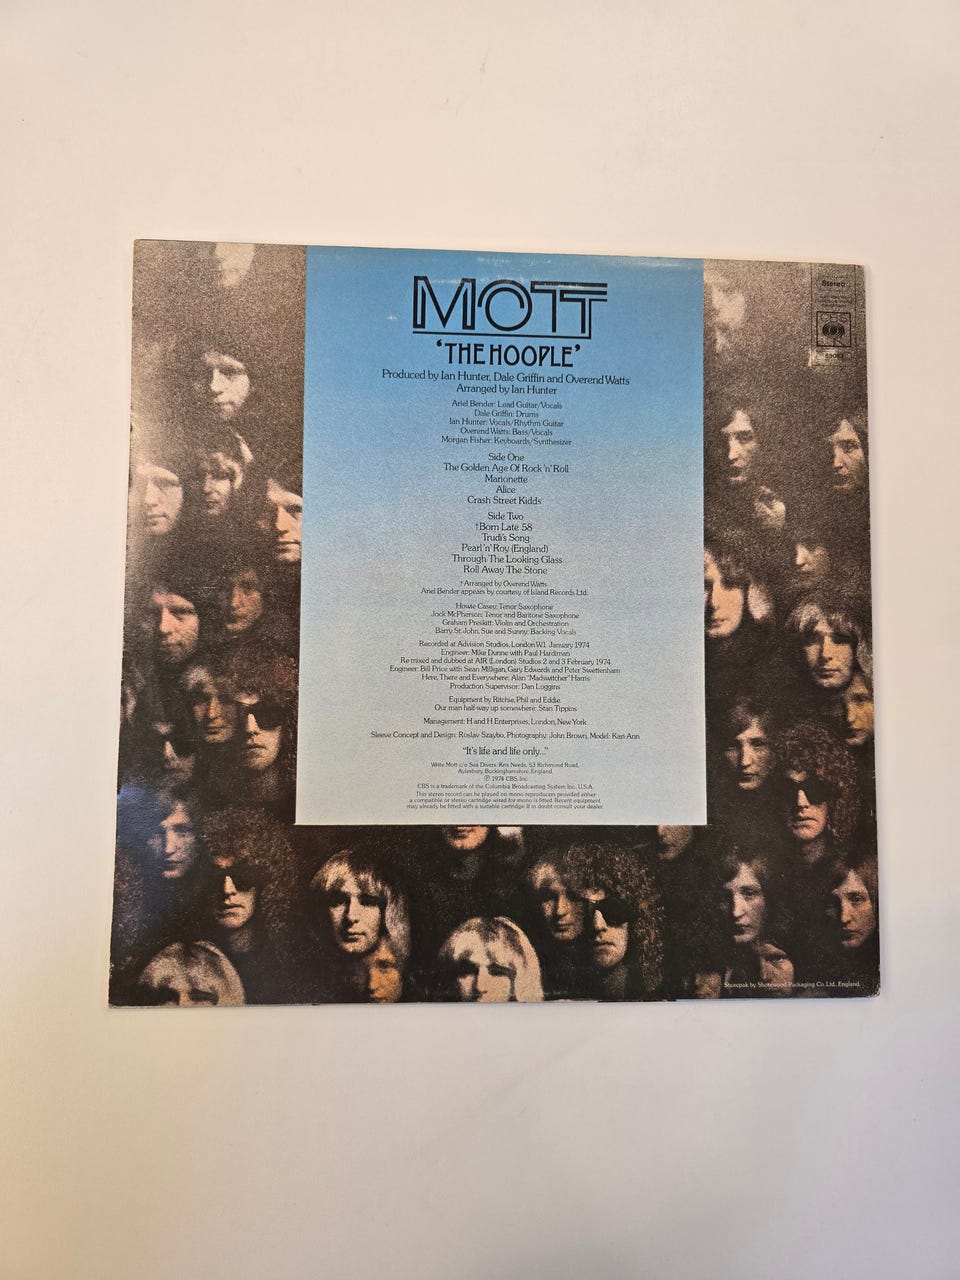 MOTT
'THE HOOPLE'
Produced by Ian Hunter, Dale Griffin and Overend Watts
Arranged by Ian Hunter
Ariel Bender: Lead Guitar/Vocals
Dale Griffin: Drums
Ian Hunter: Vocals/Rhythm Guitar
Overend Watts: Bass/Vocals
Morgan Fisher: Keyboards/Synthesizer
Side One
The Golden Age Of Rock 'n' Roll
Marionette
Alice
Crash Street Kidds
Side Two
†Born Late 58
Trudi's Song
Pearl 'n' Roy (England)
Through The Looking Glass
Roll Away The Stone
†Arranged by Overend Watts
Ariel Bender appears by courtesy of Island Records Ltd.
Howie Casey: Tenor Saxophone
Jock McPherson: Tenor and Baritone Saxophone
Graham Preskitt: Violin and Orchestration
Barry St. John, Sue and Sunny: Backing Vocals
Recorded at Advision Studios, London W.1. January 1974
Engineer: Mike Dunne with Paul Hardiman
Re mixed and dubbed at AIR (London) Studios 2 and 3 February 1974
Engineer: Bill Price with Sean Milligan, Gary Edwards and Peter Swettenham
Here, There and Everywhere: Alan "Madswitcher" Harris
Production Supervisor: Dan Loggins
Equipment by Ritchie, Phil and Eddie
Our man half-way up somewhere: Stan Tippins
Management: H and H Enterprises, London, New York
Sleeve Concept and Design: Roslav Szaybo, Photography: John Brown, Model: Kari-Ann
"It's life and life only..."
Write Mott c/o Sea Divers, Kris Needs, 53 Richmond Road,
Aylesbury, Buckinghamshire, England.
℗ 1974 CBS, Inc.
CBS is a trademark of the Columbia Broadcasting System Inc. U.S.A.
This stereo record can be played on mono reproducers provided either
a compatible or stereo cartridge wired for mono is fitted. Recent equipment
may already be fitted with a suitable cartridge. If in doubt consult your dealer.
Stereo
CBS
Shorepak by Shorewood Packaging Co. Ltd., England.